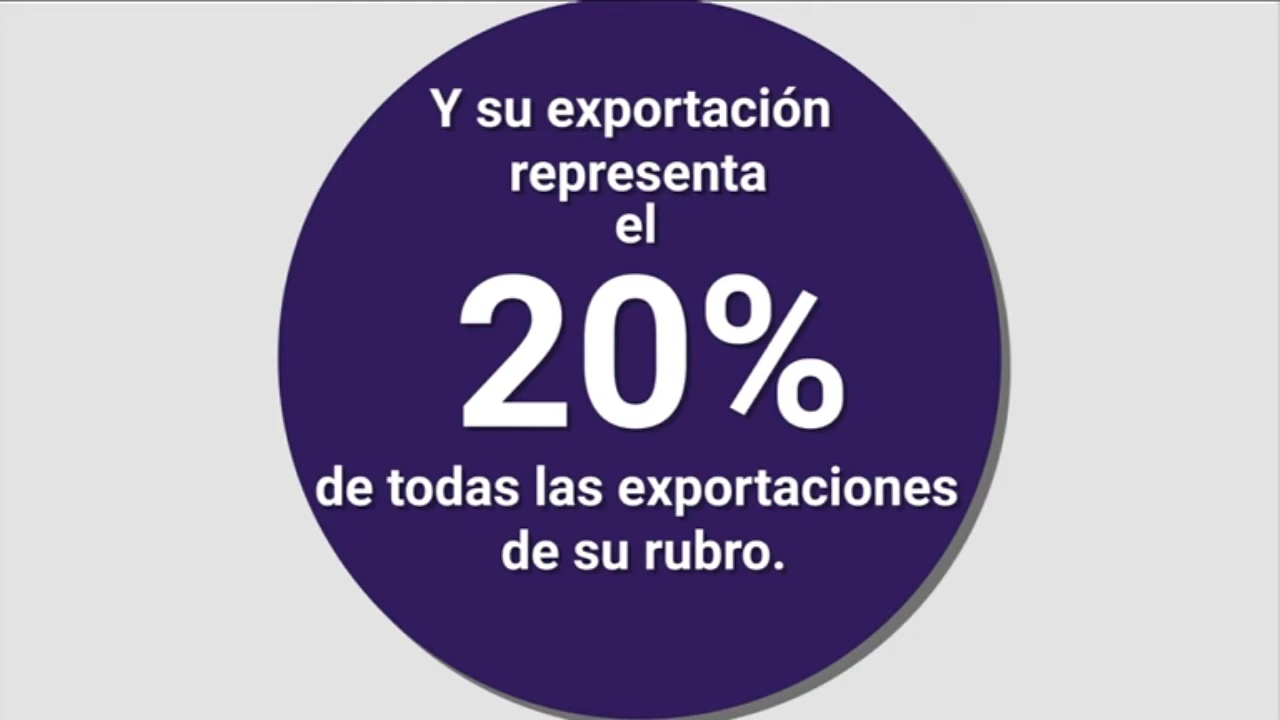 Y su exportación
representa
el
20%
de todas las exportaciones
de su rubro.